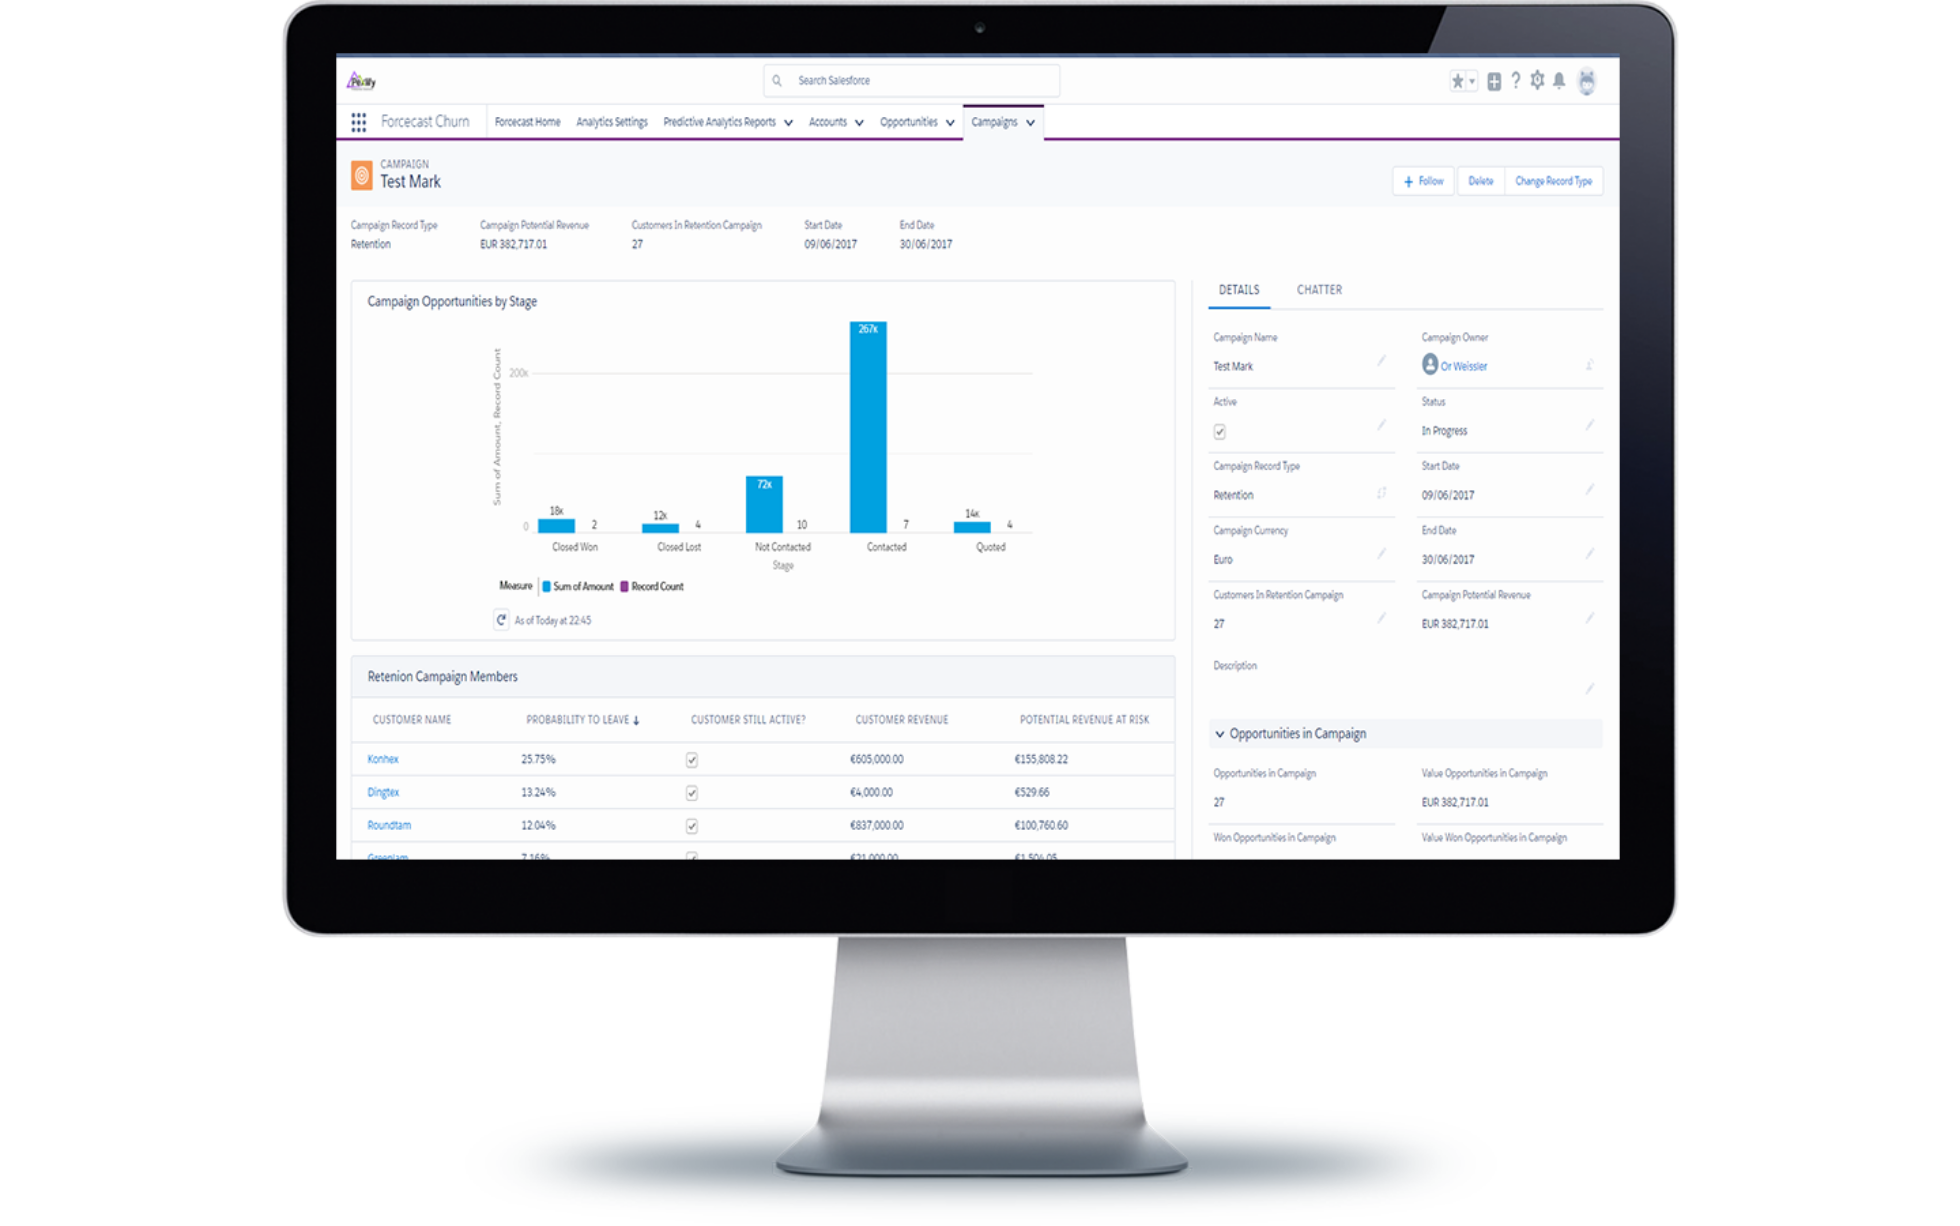 Search Salesforce
Forcecast Churn
Forcecast Home Analytics Settings Predictive Analytics Reports Accounts Opportunities Campaigns
CAMPAIGN
Test Mark
+ Follow Delete Change Record Type
Campaign Record Type Campaign Potential Revenue Customers In Retention Campaign Start Date End Date
Retention EUR 382,717.01 27 09/06/2017 30/06/2017
Campaign Opportunities by Stage
Sum of Amount, Record Count
200k
0
267k
72k
18k 2 12k 4 10 7 14k 4
Closed Won Closed Lost Not Contacted Contacted Quoted
Stage
Measure Sum of Amount Record Count
As of Today at 22:45
Retenion Campaign Members
CUSTOMER NAME PROBABILITY TO LEAVE CUSTOMER STILL ACTIVE? CUSTOMER REVENUE POTENTIAL REVENUE AT RISK
Konhex 25.75% €605,000.00 €155,808.22
Dingtex 13.24% €4,000.00 €529.66
Roundtam 12.04% €837,000.00 €100,760.60
Greenlam 7.16% €21,000.00 €1,504.05
DETAILS CHATTER
Campaign Name Campaign Owner
Test Mark Or Weissler
Active Status
In Progress
Campaign Record Type Start Date
Retention 09/06/2017
Campaign Currency End Date
Euro 30/06/2017
Customers In Retention Campaign Campaign Potential Revenue
27 EUR 382,717.01
Description
Opportunities in Campaign
Opportunities in Campaign Value Opportunities in Campaign
27 EUR 382,717.01
Won Opportunities in Campaign Value Won Opportunities in Campaign